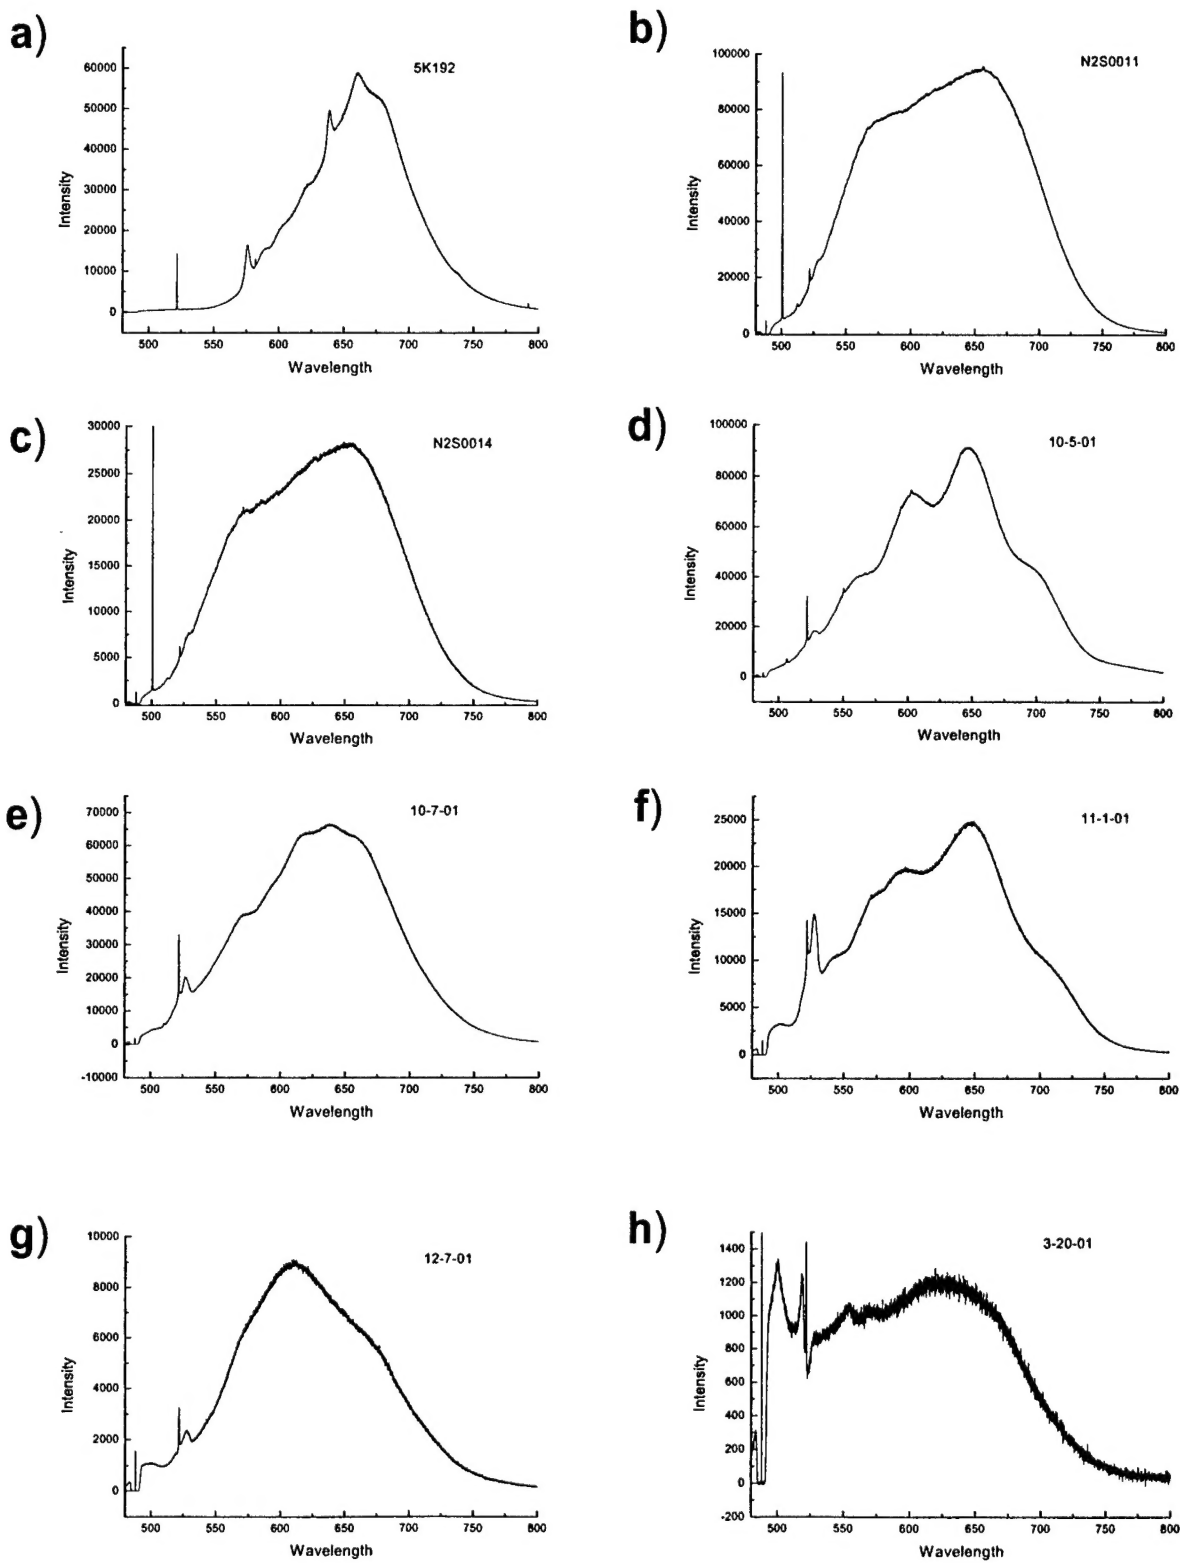 a)
5K192
60000
50000
40000
30000
20000
10000
0
Intensity
500 550 600 650 700 750 800
Wavelength
b)
N2S0011
100000
80000
60000
40000
20000
0
Intensity
500 550 600 650 700 750 800
Wavelength
c)
N2S0014
30000
25000
20000
15000
10000
5000
0
Intensity
500 550 600 650 700 750 800
Wavelength
d)
10-5-01
100000
80000
60000
40000
20000
0
Intensity
500 550 600 650 700 750 800
Wavelength
e)
10-7-01
70000
60000
50000
40000
30000
20000
10000
0
-10000
Intensity
500 550 600 650 700 750 800
Wavelength
f)
11-1-01
25000
20000
15000
10000
5000
0
Intensity
500 550 600 650 700 750 800
Wavelength
g)
12-7-01
10000
8000
6000
4000
2000
0
Intensity
500 550 600 650 700 750 800
Wavelength
h)
3-20-01
1400
1200
1000
800
600
400
200
0
-200
Intensity
500 550 600 650 700 750 800
Wavelength